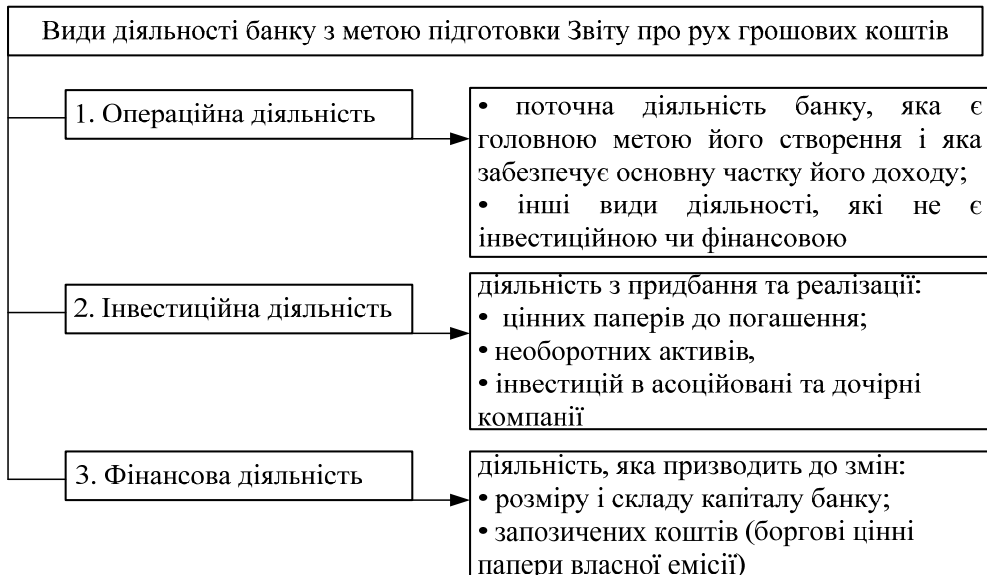 Види діяльності банку з метою підготовки Звіту про рух грошових коштів
1. Операційна діяльність
• поточна діяльність банку, яка є
головною метою його створення і яка
забезпечує основну частку його доходу;
• інші види діяльності, які не є
інвестиційною чи фінансовою
2. Інвестиційна діяльність
діяльність з придбання та реалізації:
• цінних паперів до погашення;
• необоротних активів,
• інвестицій в асоційовані та дочірні
компанії
3. Фінансова діяльність
діяльність, яка призводить до змін:
• розміру і складу капіталу банку;
• запозичених коштів (боргові цінні
папери власної емісії)